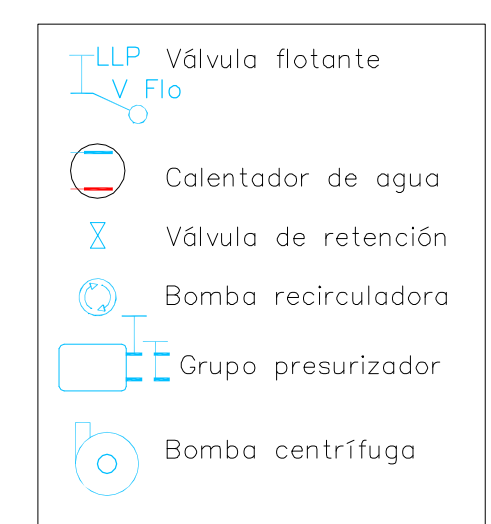 LLP Válvula flotante
V Flo
Calentador de agua
Válvula de retención
Bomba recirculadora
Grupo presurizador
Bomba centrífuga